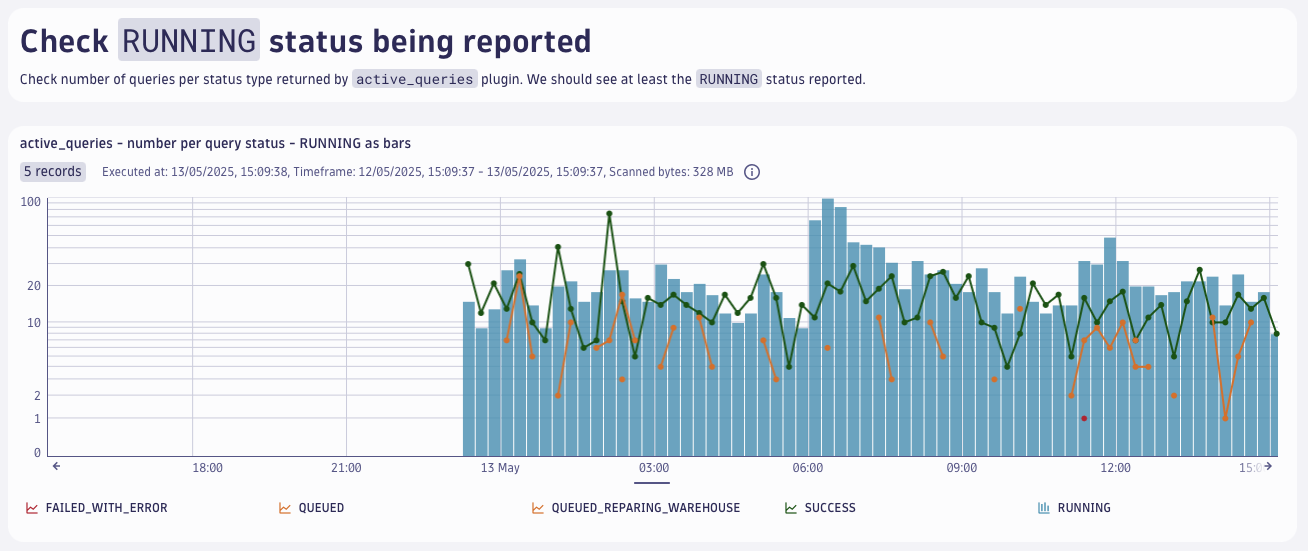 Check RUNNING status being reported
Check number of queries per status type returned by active_queries plugin. We should see at least the RUNNING status reported.
active_queries - number per query status - RUNNING as bars
5 records Executed at: 13/05/2025, 15:09:38, Timeframe: 12/05/2025, 15:09:37 - 13/05/2025, 15:09:37, Scanned bytes: 328 MB
100
20
10
2
1
0
18:00 21:00 13 May 03:00 06:00 09:00 12:00 15:0
FAILED_WITH_ERROR QUEUED QUEUED_REPARING_WAREHOUSE SUCCESS RUNNING